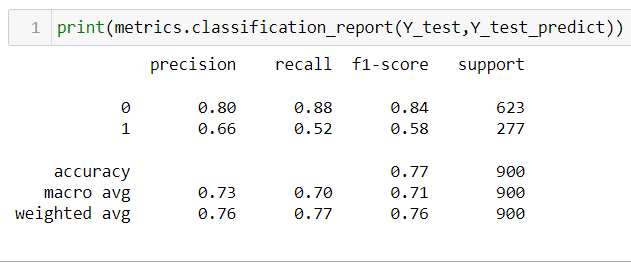 1 print(metrics.classification_report(Y_test,Y_test_predict))
precision recall f1-score support
0 0.80 0.88 0.84 623
1 0.66 0.52 0.58 277
accuracy 0.77 900
macro avg 0.73 0.70 0.71 900
weighted avg 0.76 0.77 0.76 900